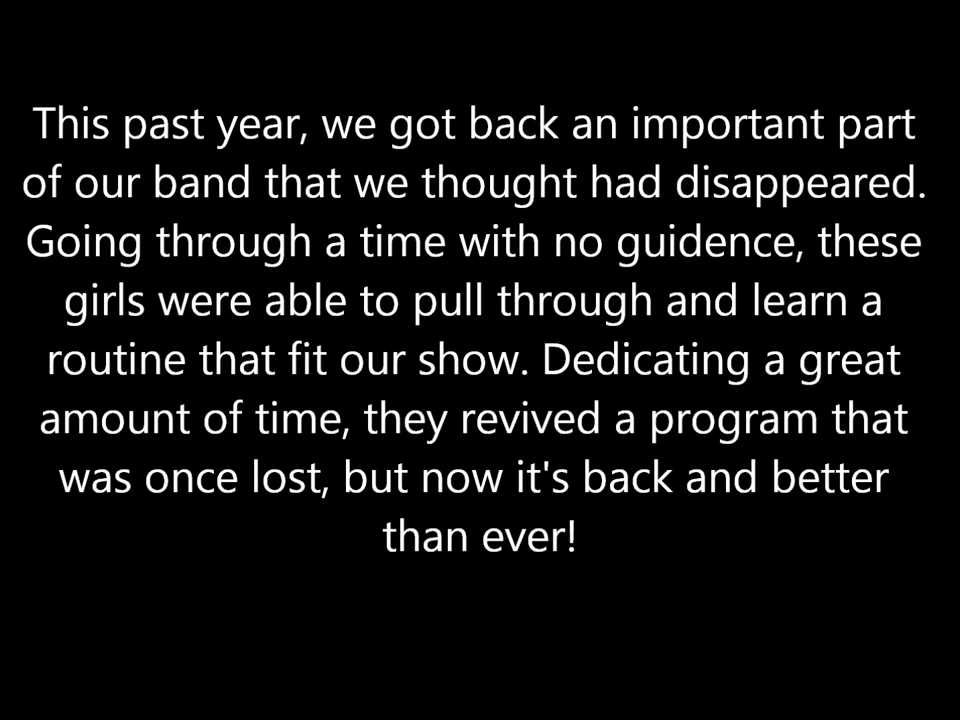 This past year, we got back an important part
of our band that we thought had disappeared.
Going through a time with no guidence, these
girls were able to pull through and learn a
routine that fit our show. Dedicating a great
amount of time, they revived a program that
was once lost, but now it's back and better
than ever!